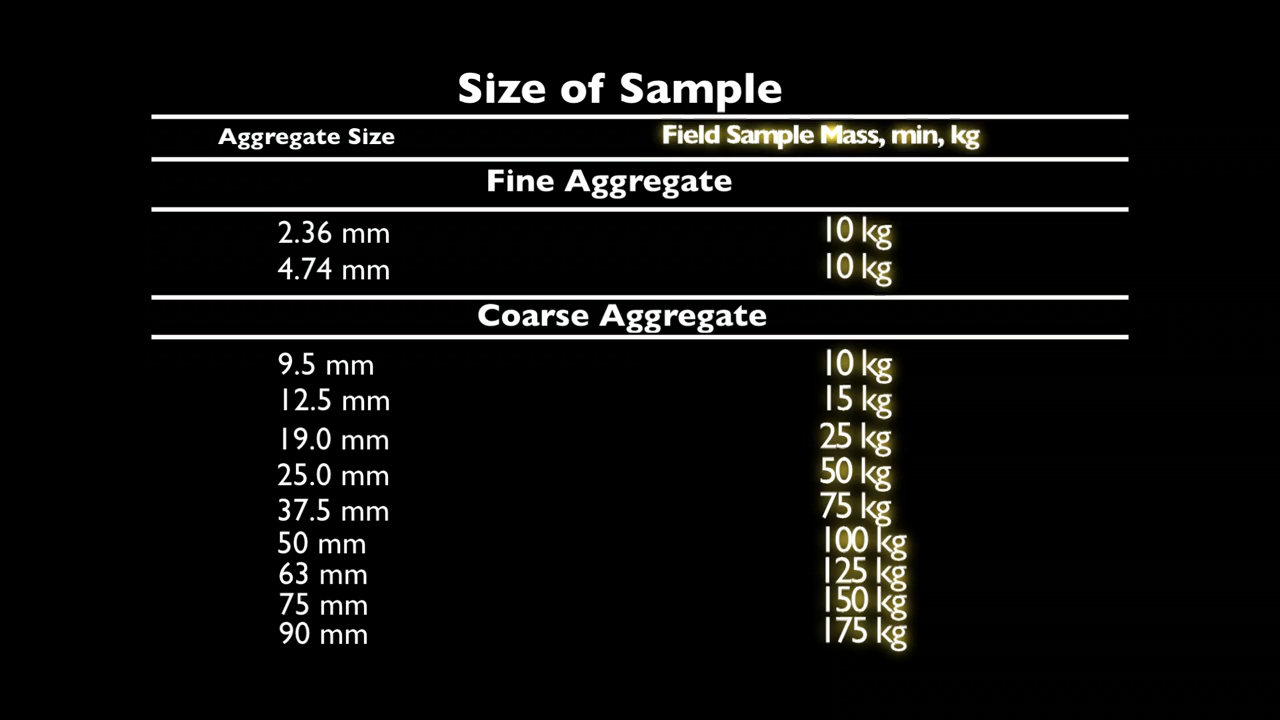 Size of Sample
Aggregate Size Field Sample Mass, min, kg
Fine Aggregate
2.36 mm 10 kg
4.74 mm 10 kg
Coarse Aggregate
9.5 mm 10 kg
12.5 mm 15 kg
19.0 mm 25 kg
25.0 mm 50 kg
37.5 mm 75 kg
50 mm 100 kg
63 mm 125 kg
75 mm 150 kg
90 mm 175 kg